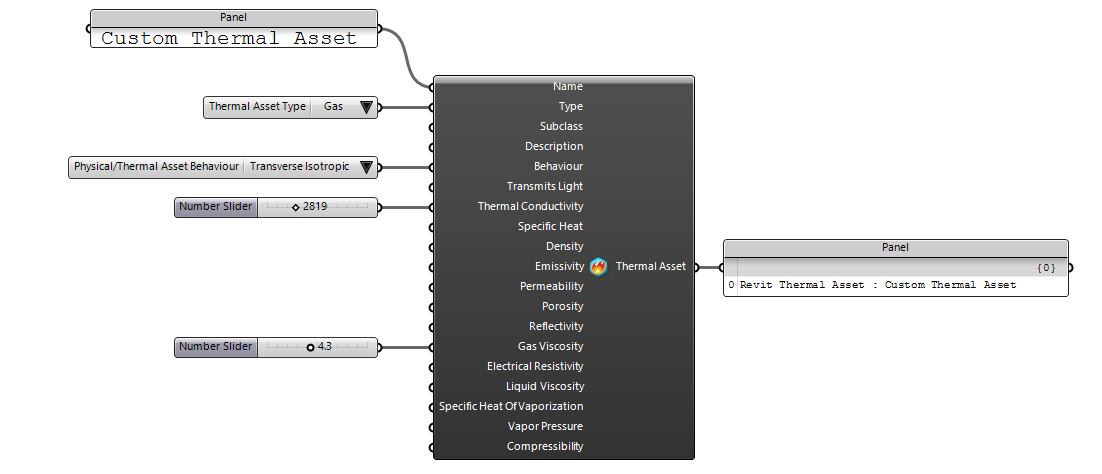 Panel
Custom Thermal Asset
Name
Thermal Asset Type Gas
Type
Subclass
Description
Physical/Thermal Asset Behaviour Transverse Isotropic
Behaviour
Transmits Light
Number Slider 2819
Thermal Conductivity
Specific Heat
Density
Emissivity
Thermal Asset
Panel
{0}
0 Revit Thermal Asset : Custom Thermal Asset
Permeability
Porosity
Reflectivity
Number Slider 4.3
Gas Viscosity
Electrical Resistivity
Liquid Viscosity
Specific Heat Of Vaporization
Vapor Pressure
Compressibility